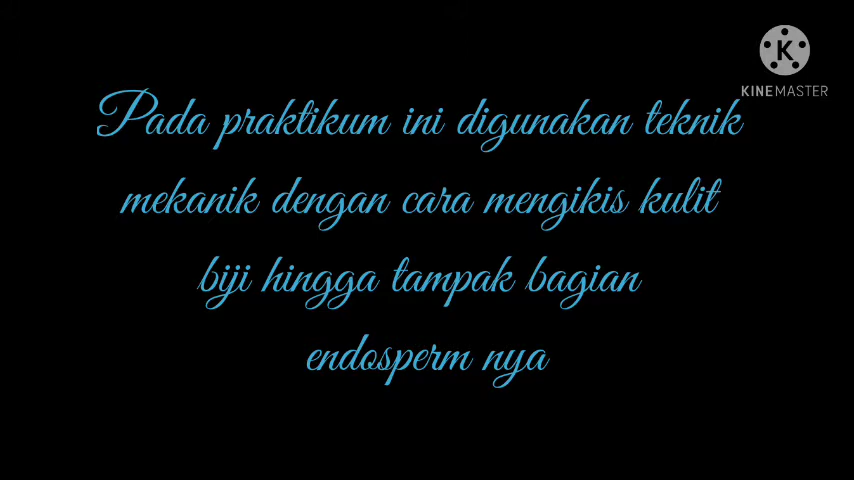 KINEMASTER
Pada praktikum ini digunakan teknik
mekanik dengan cara mengikis kulit
biji hingga tampak bagian
endosperm nya